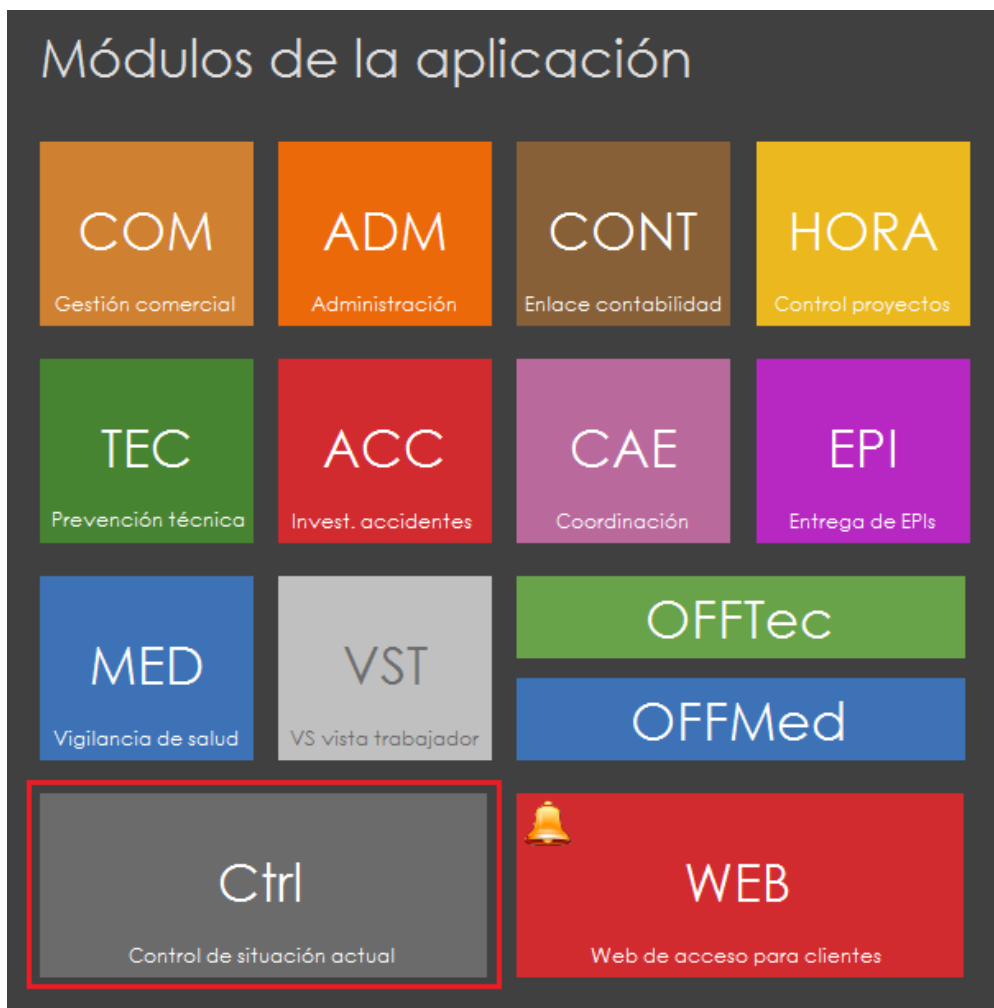 Módulos de la aplicación
COM
Gestión comercial
ADM
Administración
CONT
Enlace contabilidad
HORA
Control proyectos
TEC
Prevención técnica
ACC
Invest. accidentes
CAE
Coordinación
EPI
Entrega de EPIs
MED
Vigilancia de salud
VST
VS vista trabajador
OFFTec
OFFMed
Ctrl
Control de situación actual
WEB
Web de acceso para clientes